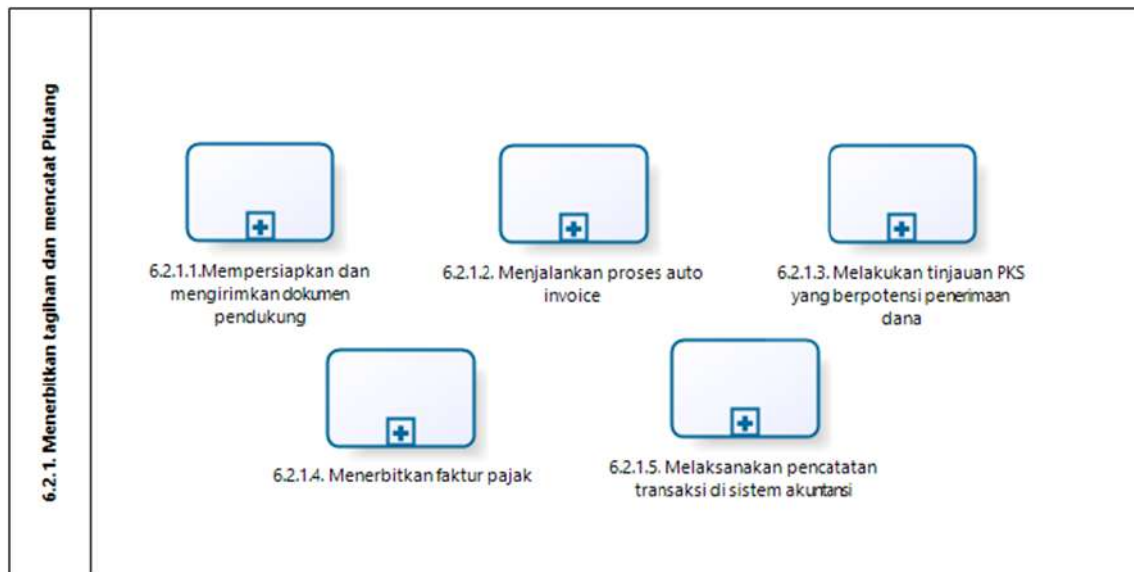 6.2.1. Menerbitkan tagihan dan mencatat Piutang
6.2.1.1.Mempersiapkan dan
mengirimkan dokumen
pendukung
6.2.1.2. Menjalankan proses auto
invoice
6.2.1.3. Melakukan tinjauan PKS
yang berpotensi penerimaan
dana
6.2.1.4. Menerbitkan faktur pajak
6.2.1.5. Melaksanakan pencatatan
transaksi di sistem akuntansi